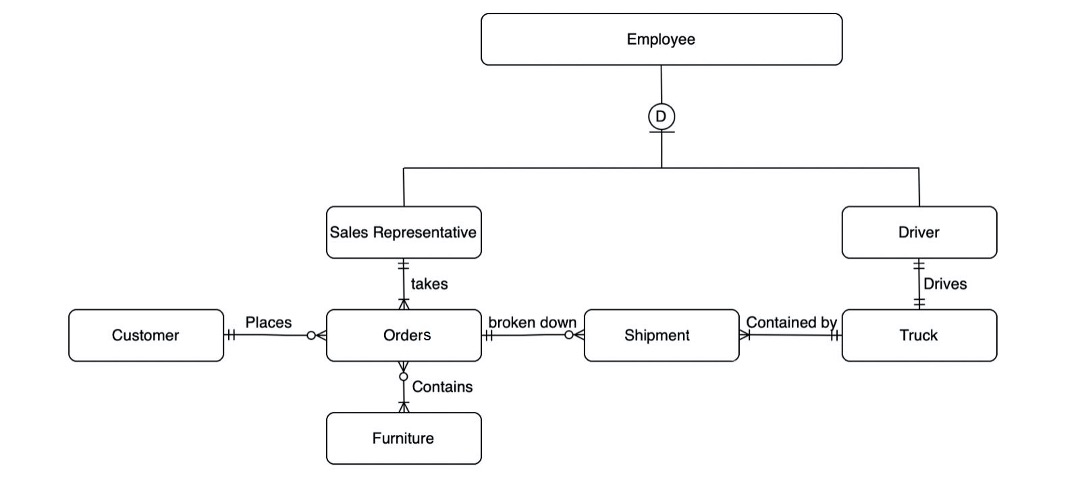 Employee
D
Sales Representative
Driver
takes
Drives
Customer
Places
Orders
broken down
Shipment
Contained by
Truck
Contains
Furniture